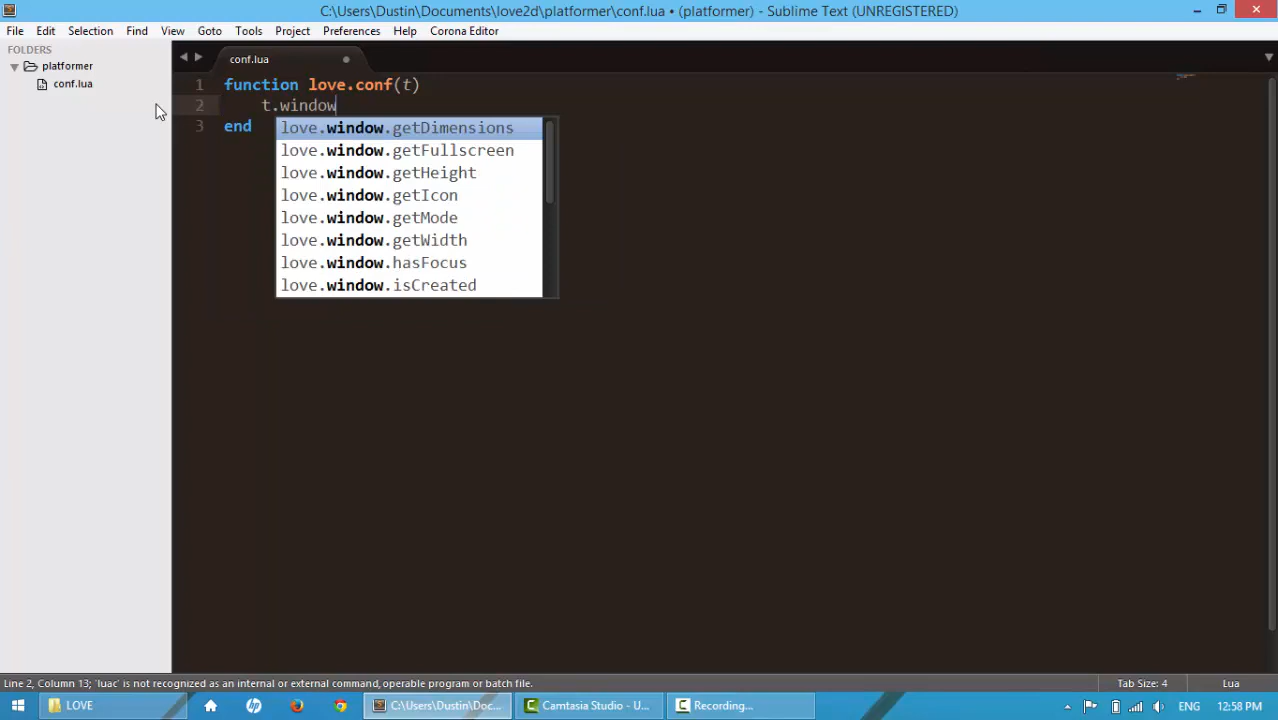 C:\Users\Dustin\Documents\love2d\platformer\conf.lua • (platformer) - Sublime Text (UNREGISTERED)
File Edit Selection Find View Goto Tools Project Preferences Help Corona Editor
FOLDERS
platformer
conf.lua
conf.lua
1 function love.conf(t)
2 t.window
3 end
love.window.getDimensions
love.window.getFullscreen
love.window.getHeight
love.window.getIcon
love.window.getMode
love.window.getWidth
love.window.hasFocus
love.window.isCreated
Line 2, Column 13; 'luac' is not recognized as an internal or external command, operable program or batch file. Tab Size: 4 Lua
LOVE C:\Users\Dustin\Doc... Camtasia Studio - U... Recording... ENG 12:58 PM